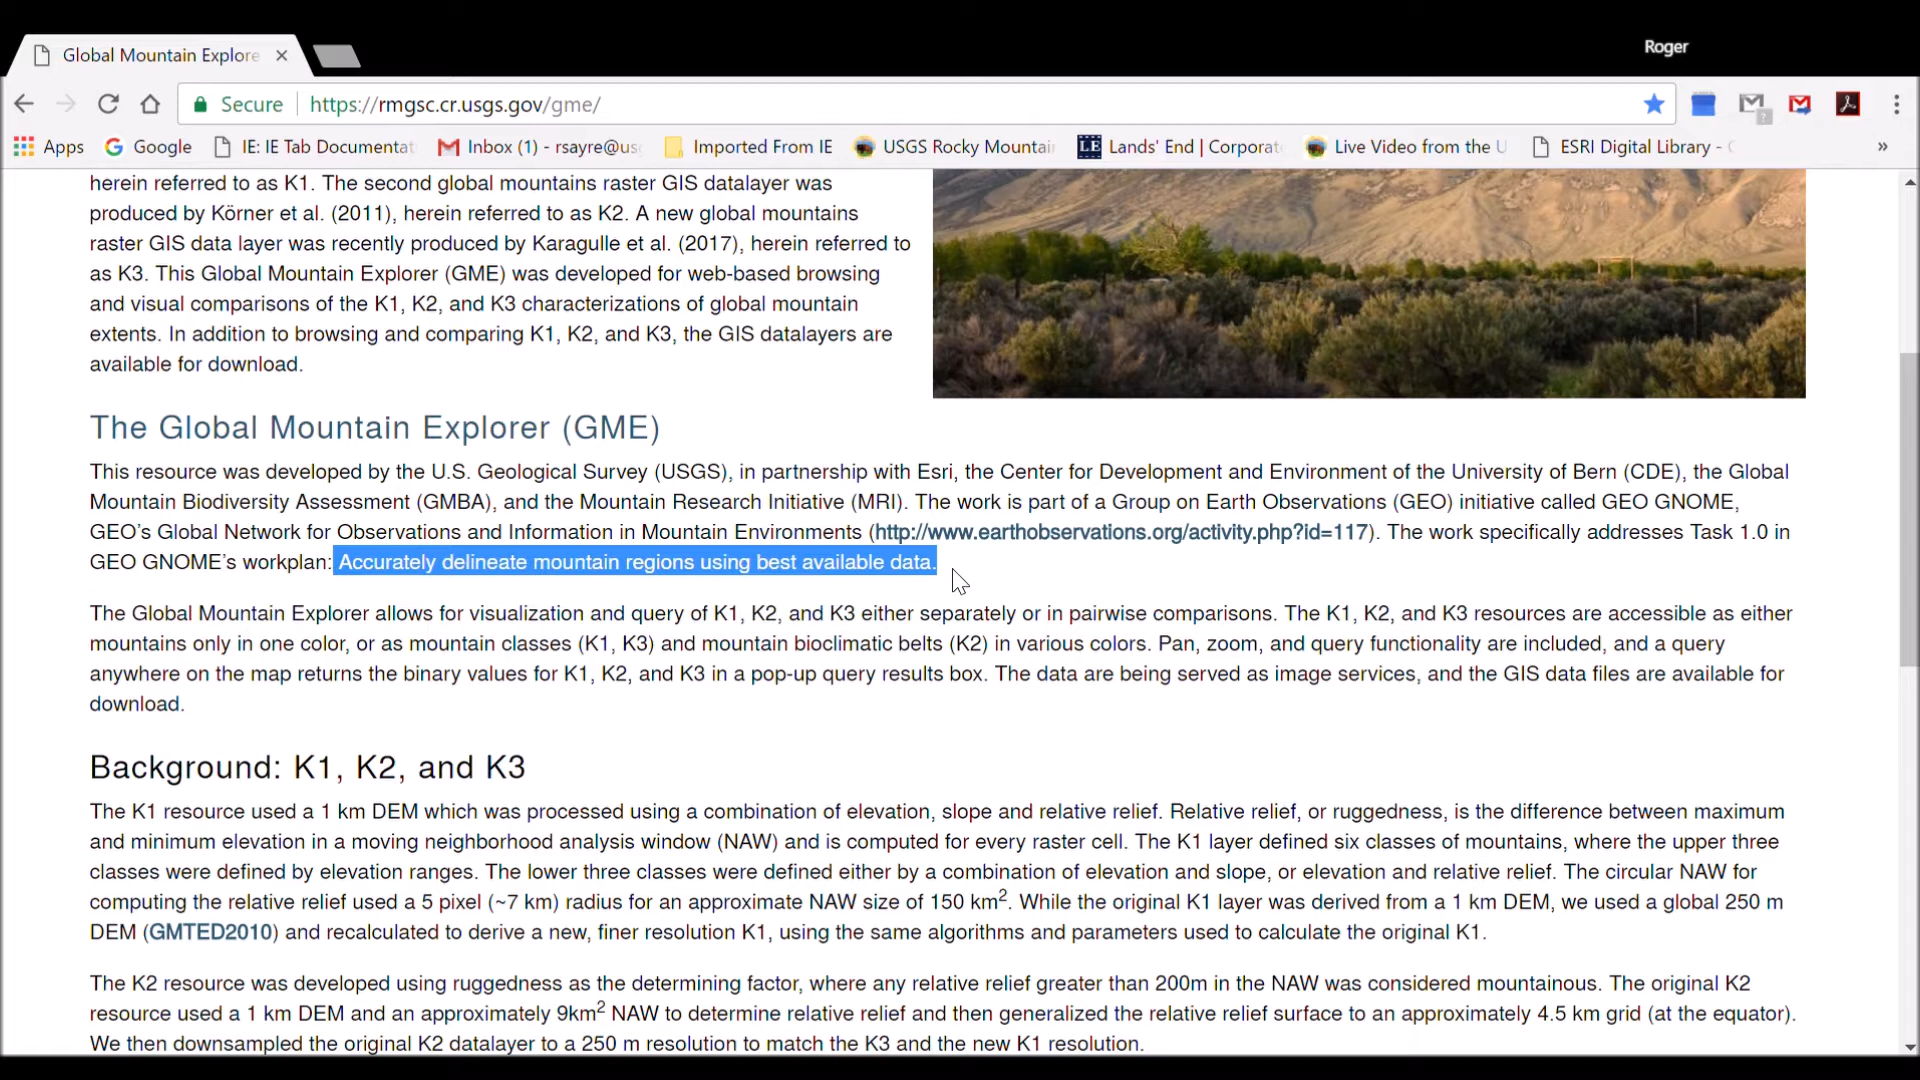 Global Mountain Explore
Roger
Secure https://rmgsc.cr.usgs.gov/gme/
Apps Google IE: IE Tab Documentat Inbox (1) - rsayre@us Imported From IE USGS Rocky Mountain LE Lands' End | Corporat Live Video from the U ESRI Digital Library - »
herein referred to as K1. The second global mountains raster GIS datalayer was
produced by Körner et al. (2011), herein referred to as K2. A new global mountains
raster GIS data layer was recently produced by Karagulle et al. (2017), herein referred to
as K3. This Global Mountain Explorer (GME) was developed for web-based browsing
and visual comparisons of the K1, K2, and K3 characterizations of global mountain
extents. In addition to browsing and comparing K1, K2, and K3, the GIS datalayers are
available for download.
The Global Mountain Explorer (GME)
This resource was developed by the U.S. Geological Survey (USGS), in partnership with Esri, the Center for Development and Environment of the University of Bern (CDE), the Global
Mountain Biodiversity Assessment (GMBA), and the Mountain Research Initiative (MRI). The work is part of a Group on Earth Observations (GEO) initiative called GEO GNOME,
GEO's Global Network for Observations and Information in Mountain Environments (http://www.earthobservations.org/activity.php?id=117). The work specifically addresses Task 1.0 in
GEO GNOME's workplan: Accurately delineate mountain regions using best available data.
The Global Mountain Explorer allows for visualization and query of K1, K2, and K3 either separately or in pairwise comparisons. The K1, K2, and K3 resources are accessible as either
mountains only in one color, or as mountain classes (K1, K3) and mountain bioclimatic belts (K2) in various colors. Pan, zoom, and query functionality are included, and a query
anywhere on the map returns the binary values for K1, K2, and K3 in a pop-up query results box. The data are being served as image services, and the GIS data files are available for
download.
Background: K1, K2, and K3
The K1 resource used a 1 km DEM which was processed using a combination of elevation, slope and relative relief. Relative relief, or ruggedness, is the difference between maximum
and minimum elevation in a moving neighborhood analysis window (NAW) and is computed for every raster cell. The K1 layer defined six classes of mountains, where the upper three
classes were defined by elevation ranges. The lower three classes were defined either by a combination of elevation and slope, or elevation and relative relief. The circular NAW for
computing the relative relief used a 5 pixel (~7 km) radius for an approximate NAW size of 150 km². While the original K1 layer was derived from a 1 km DEM, we used a global 250 m
DEM (GMTED2010) and recalculated to derive a new, finer resolution K1, using the same algorithms and parameters used to calculate the original K1.
The K2 resource was developed using ruggedness as the determining factor, where any relative relief greater than 200m in the NAW was considered mountainous. The original K2
resource used a 1 km DEM and an approximately 9km² NAW to determine relative relief and then generalized the relative relief surface to an approximately 4.5 km grid (at the equator).
We then downsampled the original K2 datalayer to a 250 m resolution to match the K3 and the new K1 resolution.